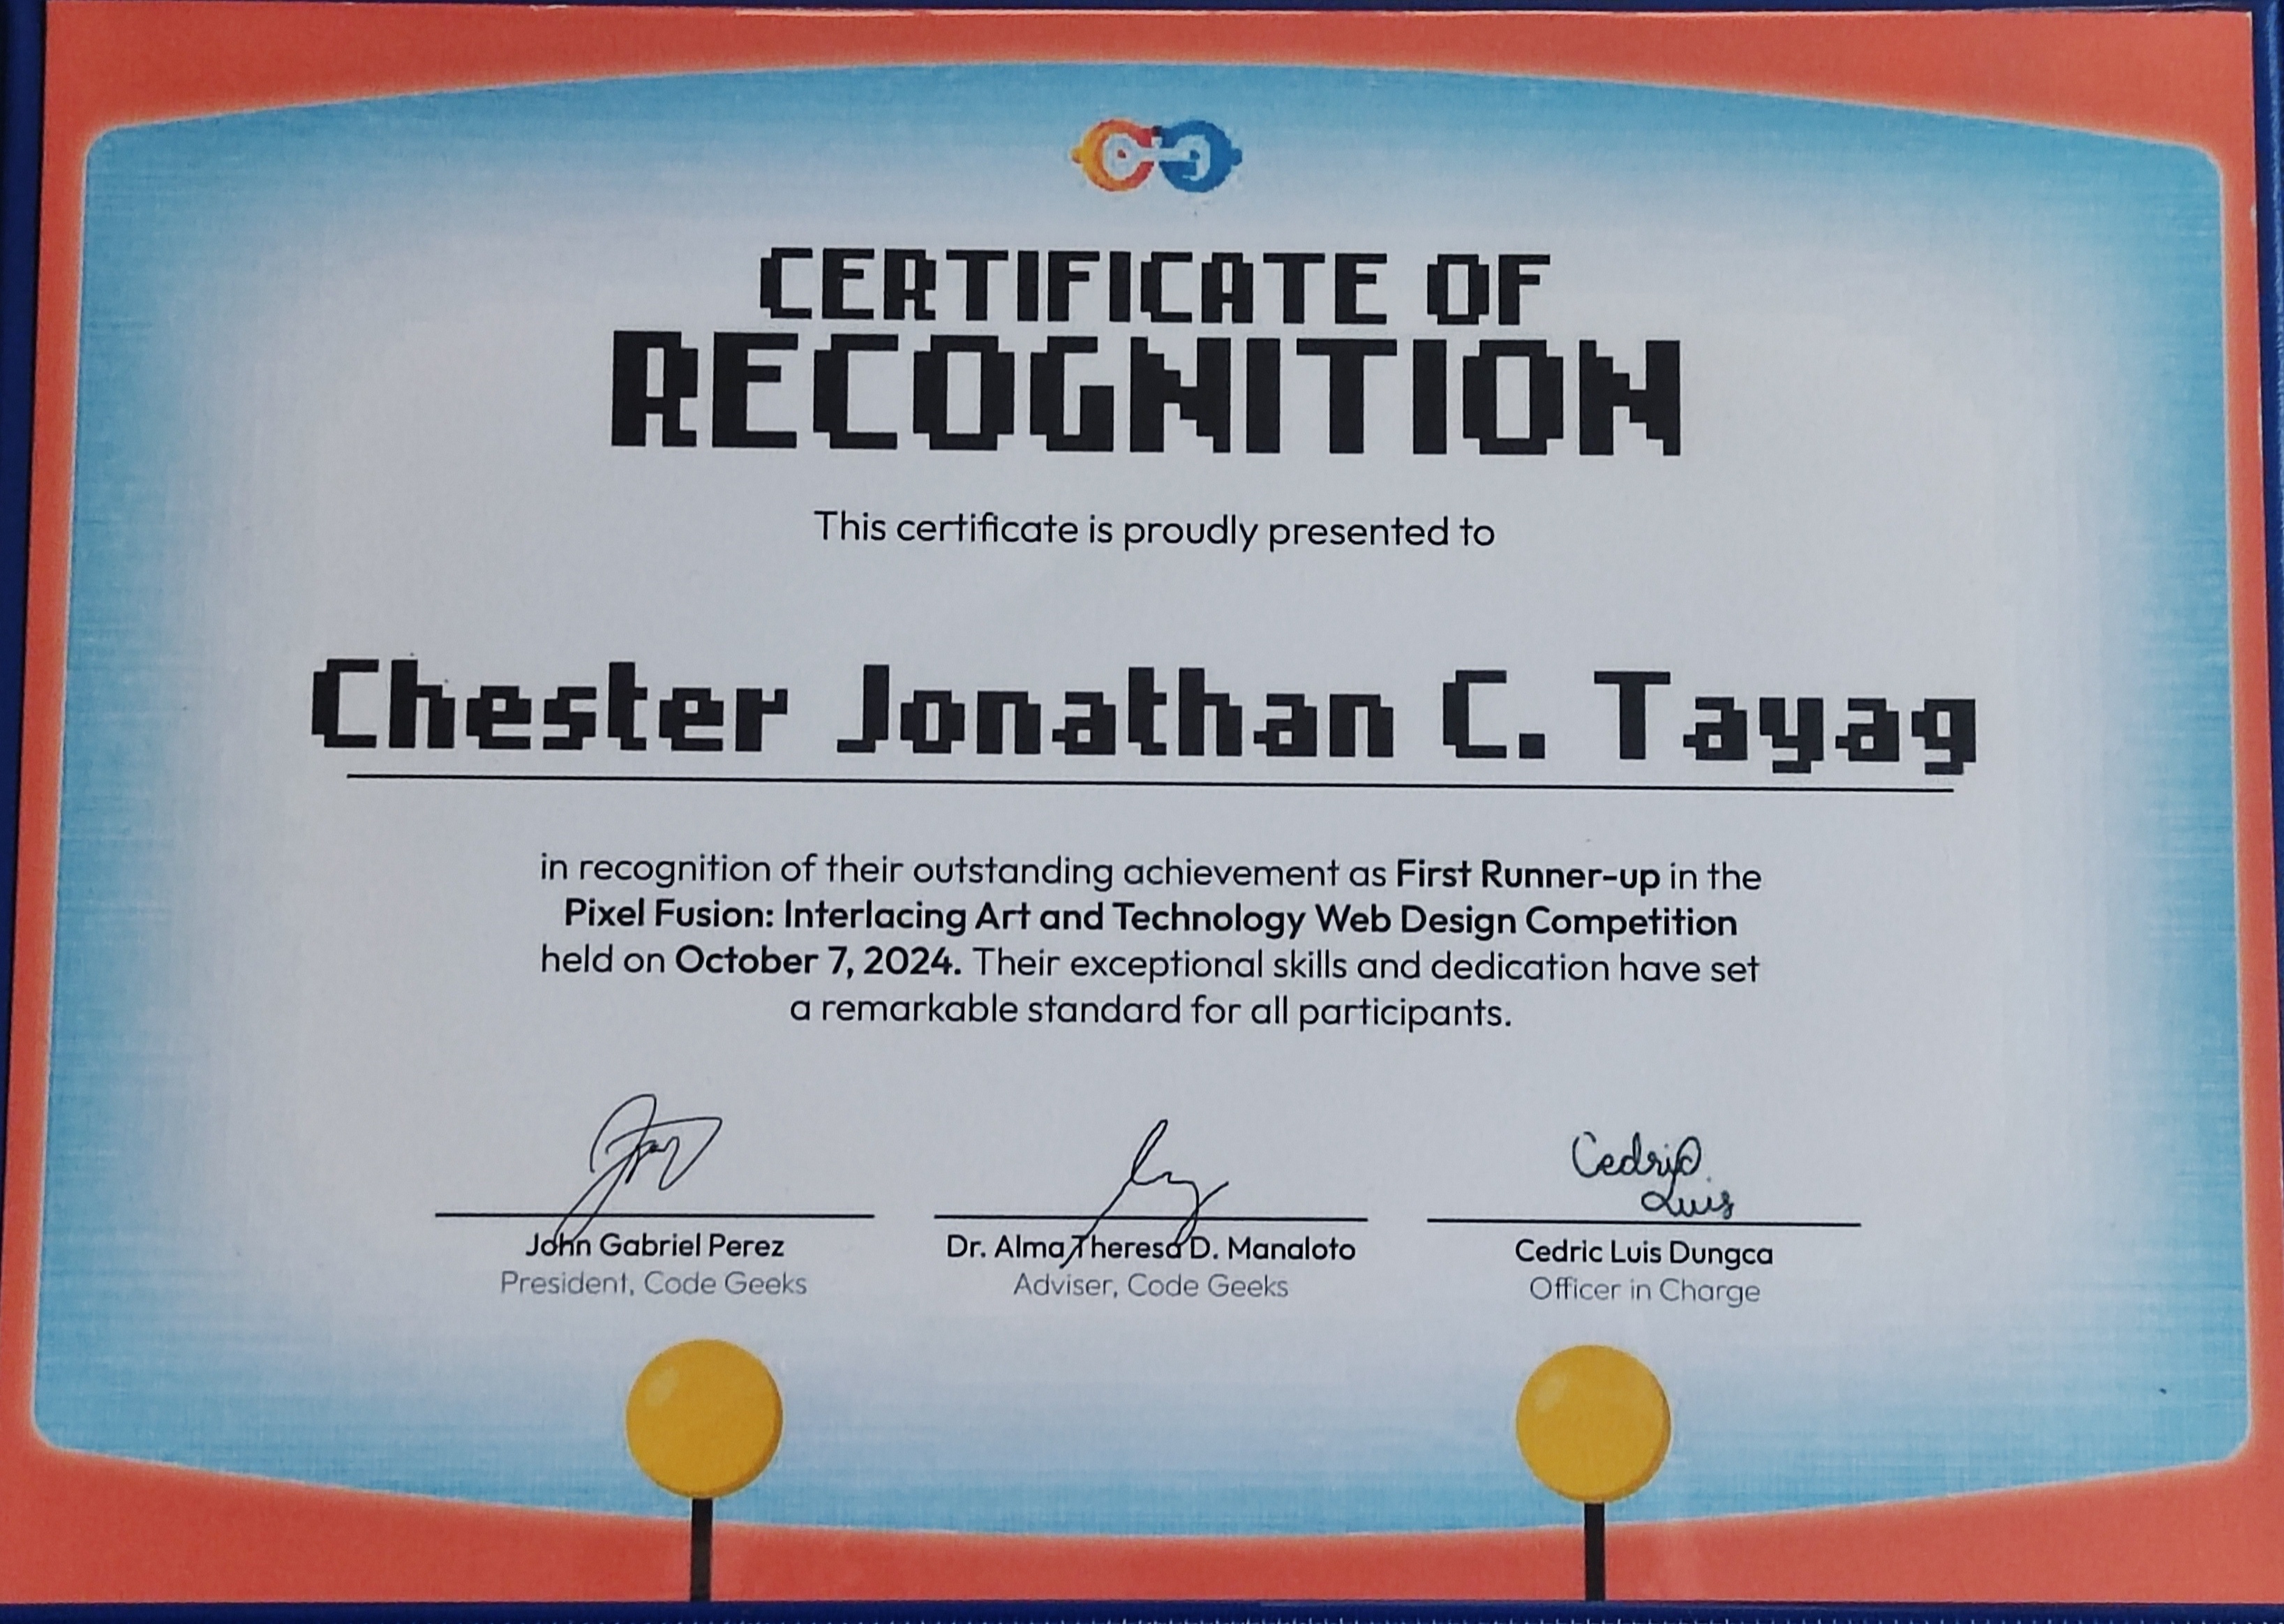 CERTIFICATE OF
RECOGNITION
This certificate is proudly presented to
Chester Jonathan C. Tayag
in recognition of their outstanding achievement as First Runner-up in the
Pixel Fusion: Interlacing Art and Technology Web Design Competition
held on October 7, 2024. Their exceptional skills and dedication have set
a remarkable standard for all participants.
Cedric
Luis
John Gabriel Perez
President, Code Geeks
Dr. Alma Theresa D. Manaloto
Adviser, Code Geeks
Cedric Luis Dungca
Officer in Charge